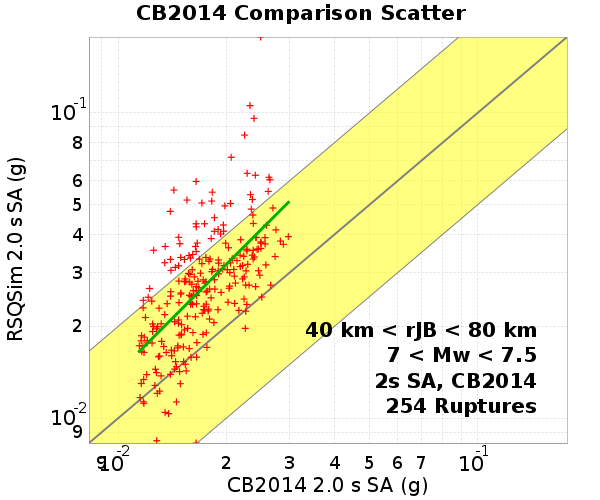 CB2014 Comparison Scatter
RSQSim 2.0 s SA (g)
10-1
8
6
5
4
3
2
10-2
9
40 km < rJB < 80 km
7 < Mw < 7.5
2s SA, CB2014
254 Ruptures
9 10-2 2 3 4 5 6 7 10-1
CB2014 2.0 s SA (g)